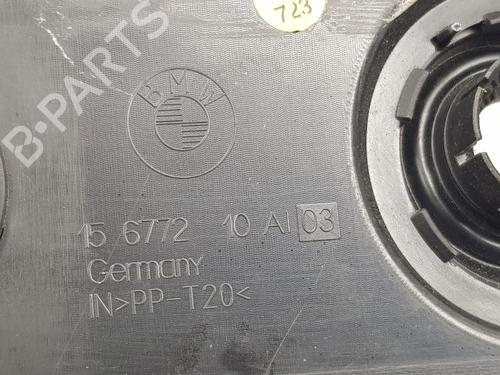 723
B-PARTS
BMW
15 6772 10 AI 03
Germany
IN>PP-T20<